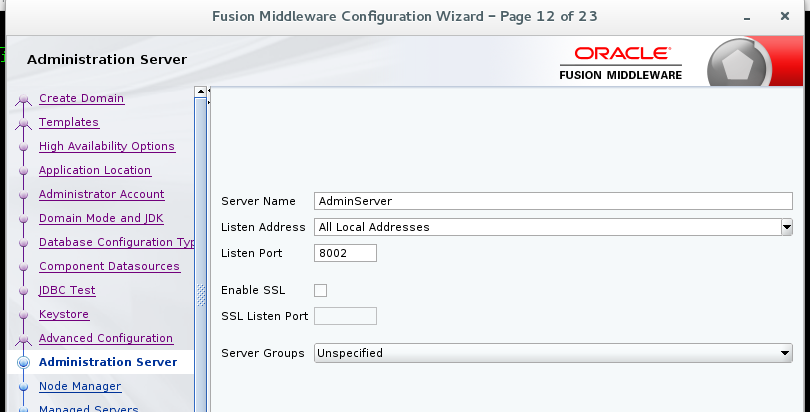 Fusion Middleware Configuration Wizard – Page 12 of 23
Administration Server
ORACLE
FUSION MIDDLEWARE
Create Domain
Templates
High Availability Options
Application Location
Administrator Account
Domain Mode and JDK
Database Configuration Typ
Component Datasources
JDBC Test
Keystore
Advanced Configuration
Administration Server
Node Manager
Managed Servers
Server Name AdminServer
Listen Address All Local Addresses
Listen Port 8002
Enable SSL
SSL Listen Port
Server Groups Unspecified